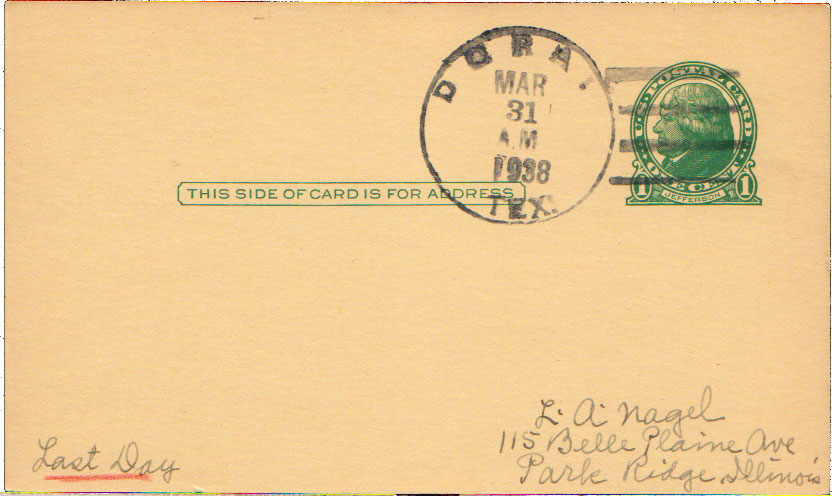 DORA,
MAR
31
A.M
1938
TEX.
U.S. POSTAL CARD
ONE CENT
1 JEFFERSON 1
THIS SIDE OF CARD IS FOR ADDRESS
L. A. Nagel
115 Belle Plaine Ave
Park Ridge, Illinois
Last Day